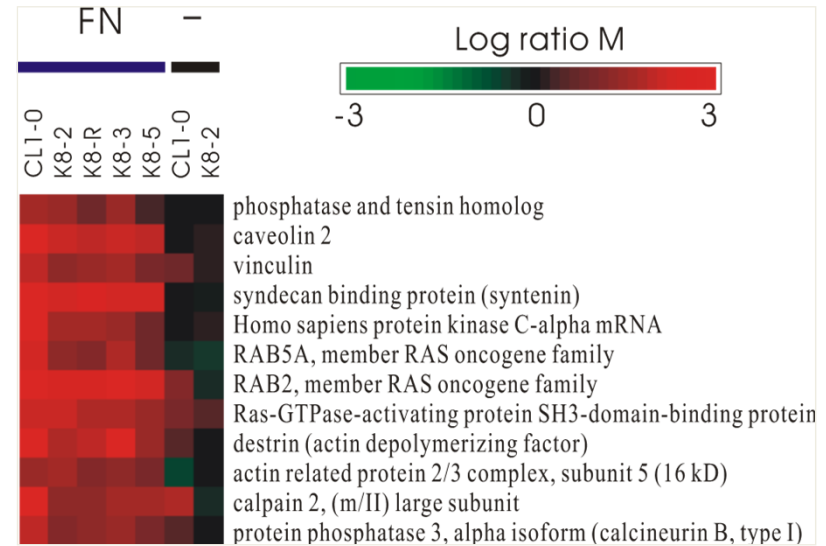 FN –
Log ratio M
-3 0 3
CL1-0 K8-2 K8-R K8-3 K8-5 CL1-0 K8-2
phosphatase and tensin homolog
caveolin 2
vinculin
syndecan binding protein (syntenin)
Homo sapiens protein kinase C-alpha mRNA
RAB5A, member RAS oncogene family
RAB2, member RAS oncogene family
Ras-GTPase-activating protein SH3-domain-binding protein
destrin (actin depolymerizing factor)
actin related protein 2/3 complex, subunit 5 (16 kD)
calpain 2, (m/II) large subunit
protein phosphatase 3, alpha isoform (calcineurin B, type I)